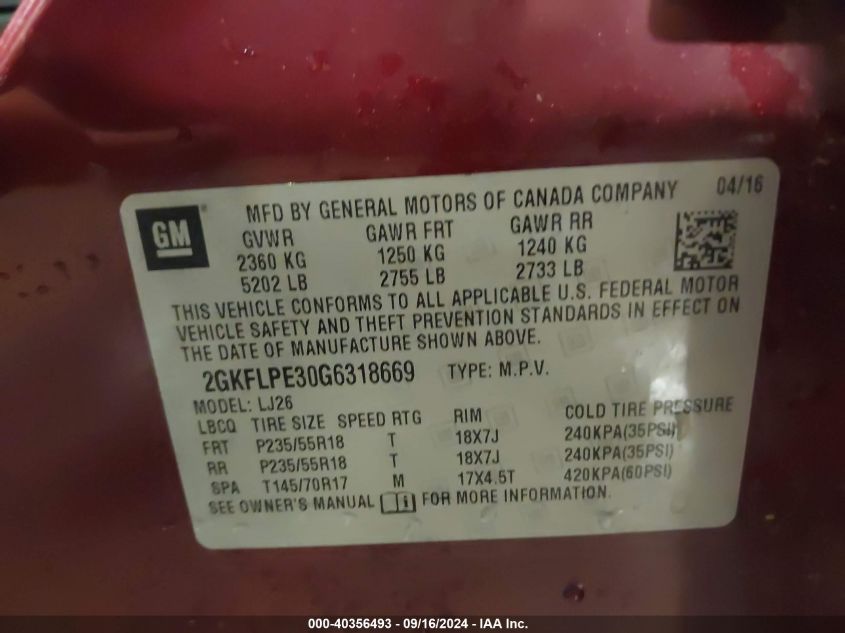 GM
MFD BY GENERAL MOTORS OF CANADA COMPANY 04/16
GVWR GAWR FRT GAWR RR
2360 KG 1250 KG 1240 KG
5202 LB 2755 LB 2733 LB
THIS VEHICLE CONFORMS TO ALL APPLICABLE U.S. FEDERAL MOTOR
VEHICLE SAFETY AND THEFT PREVENTION STANDARDS IN EFFECT ON
THE DATE OF MANUFACTURE SHOWN ABOVE.
2GKFLPE30G6318669 TYPE: M.P.V.
MODEL: LJ26
LBCQ TIRE SIZE SPEED RTG RIM COLD TIRE PRESSURE
FRT P235/55R18 T 18X7J 240KPA(35PSI)
RR P235/55R18 T 18X7J 240KPA(35PSI)
SPA T145/70R17 M 17X4.5T 420KPA(60PSI)
SEE OWNER'S MANUAL i FOR MORE INFORMATION.
000-40356493 - 09/16/2024 - IAA Inc.